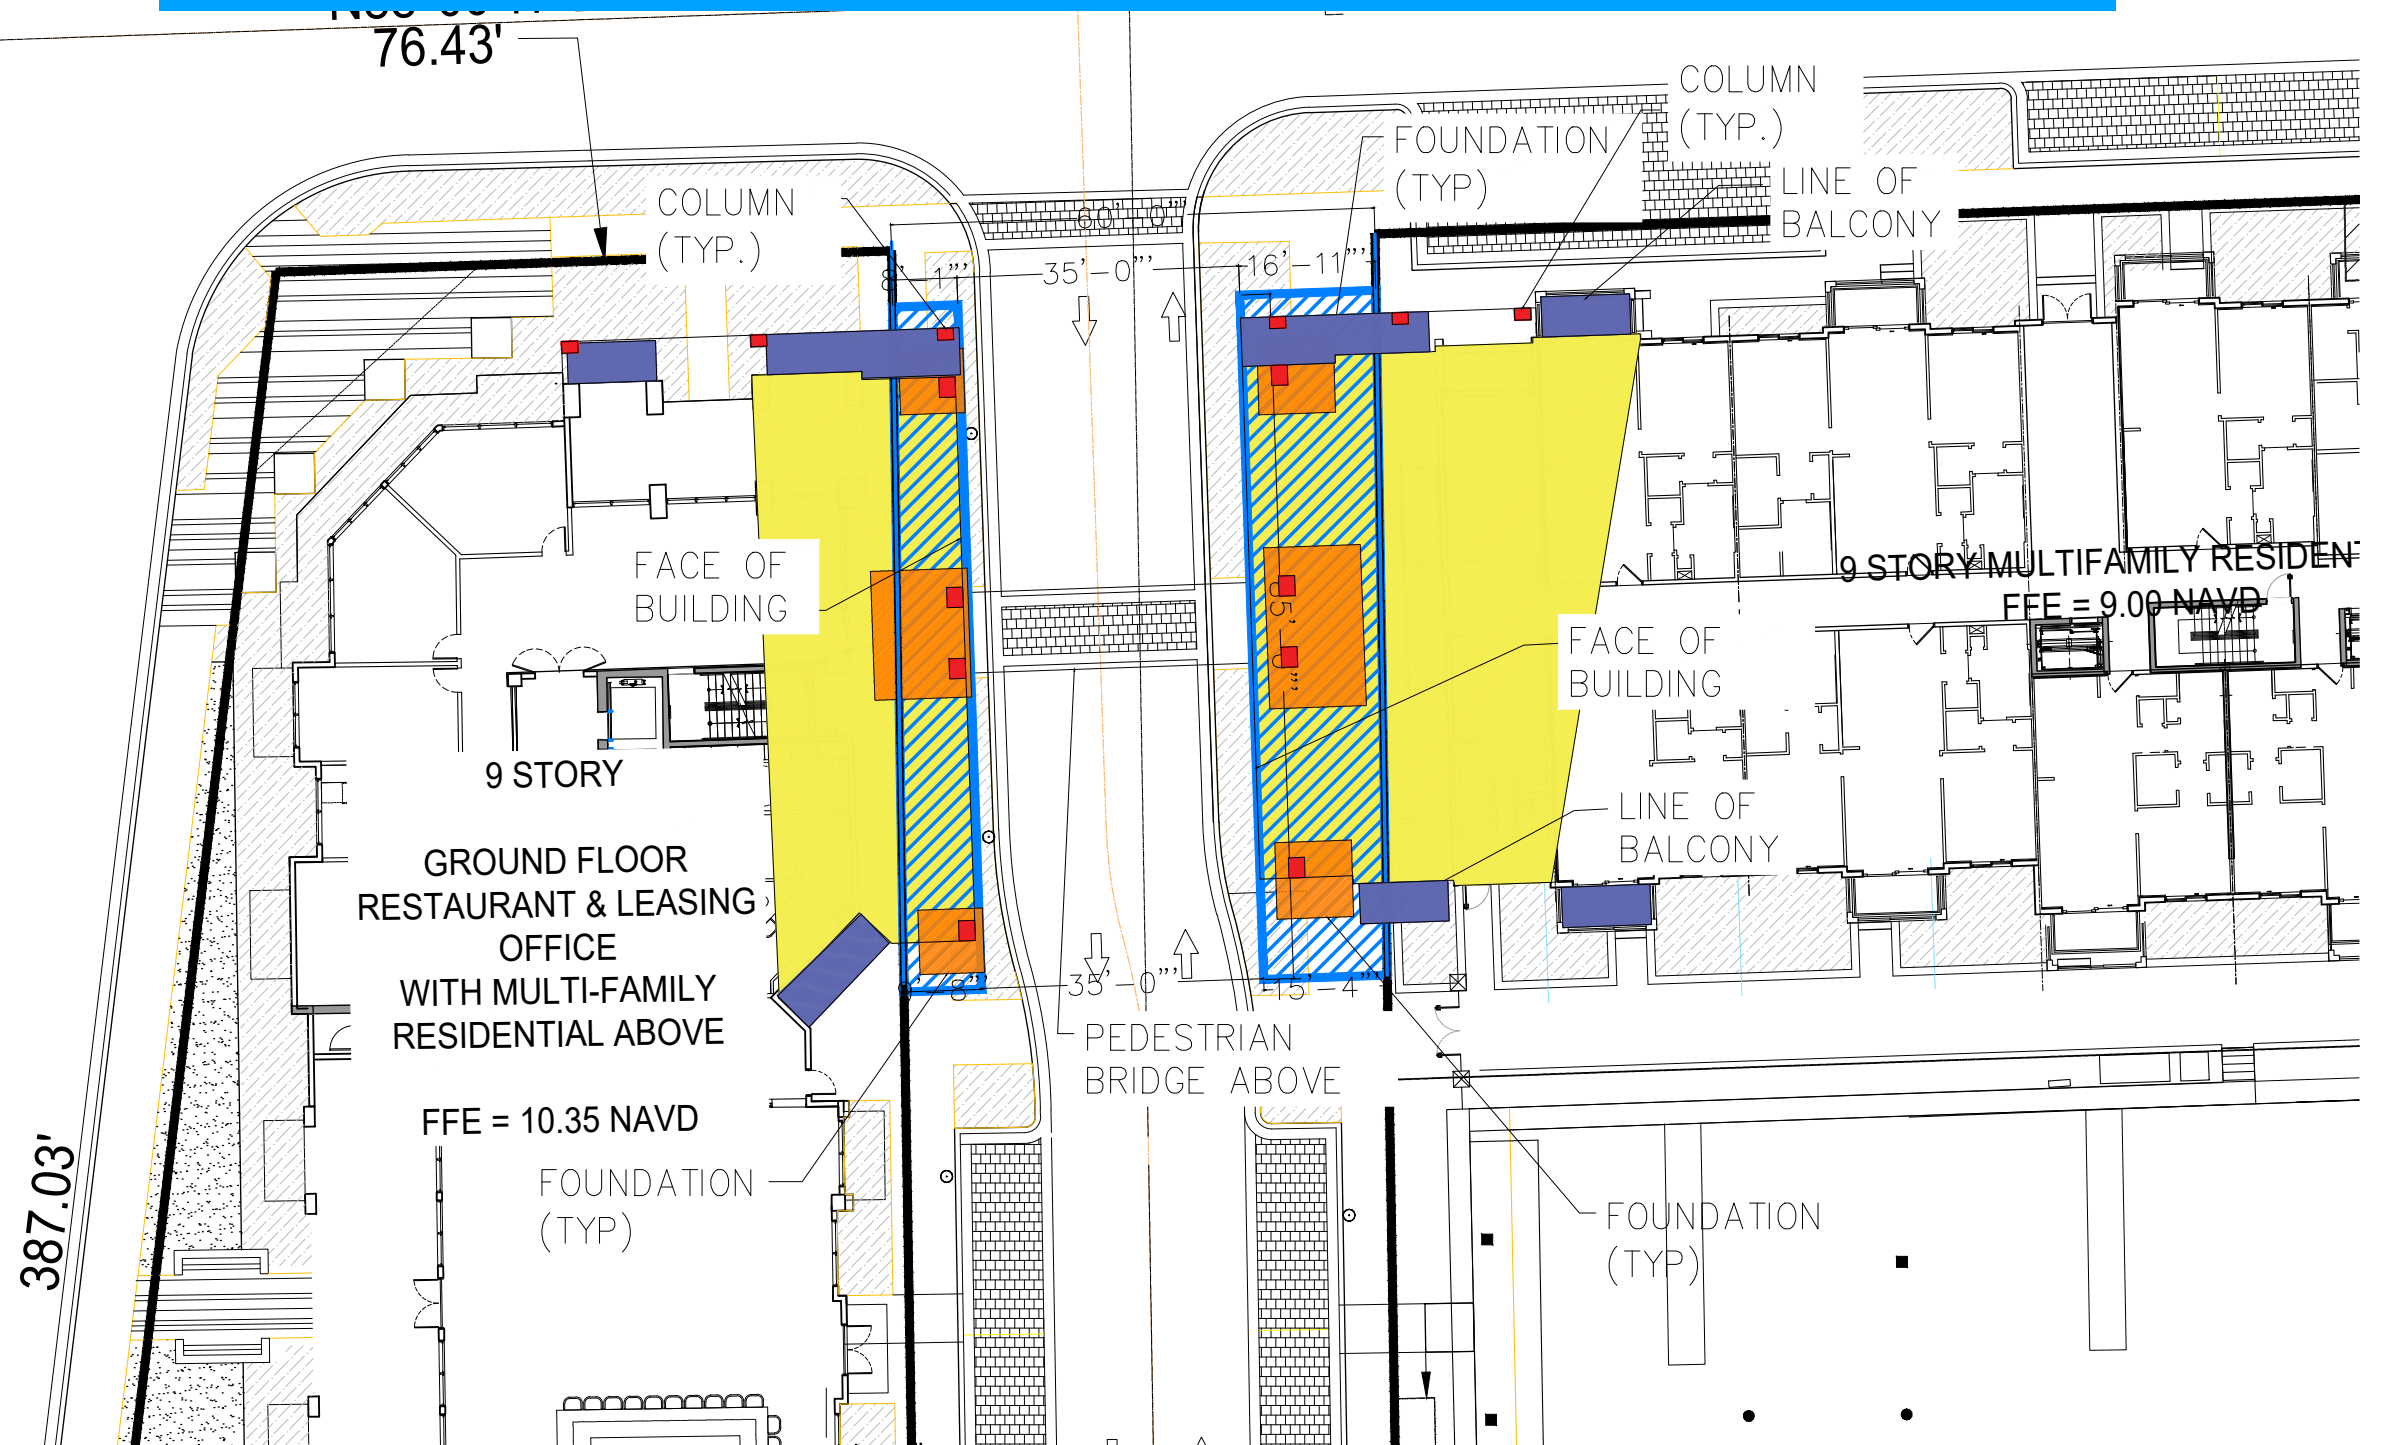 76.43'
COLUMN
(TYP.)
FOUNDATION
(TYP)
LINE OF
BALCONY
COLUMN
(TYP.)
60'-0"
8'-1"
35'-0"
16'-11"
FACE OF
BUILDING
9 STORY MULTIFAMILY RESIDENT
FFE = 9.00 NAVD
FACE OF
BUILDING
9 STORY
GROUND FLOOR
RESTAURANT & LEASING
OFFICE
WITH MULTI-FAMILY
RESIDENTIAL ABOVE
FFE = 10.35 NAVD
LINE OF
BALCONY
35'-0"
15'-4"
PEDESTRIAN
BRIDGE ABOVE
387.03'
FOUNDATION
(TYP)
FOUNDATION
(TYP)